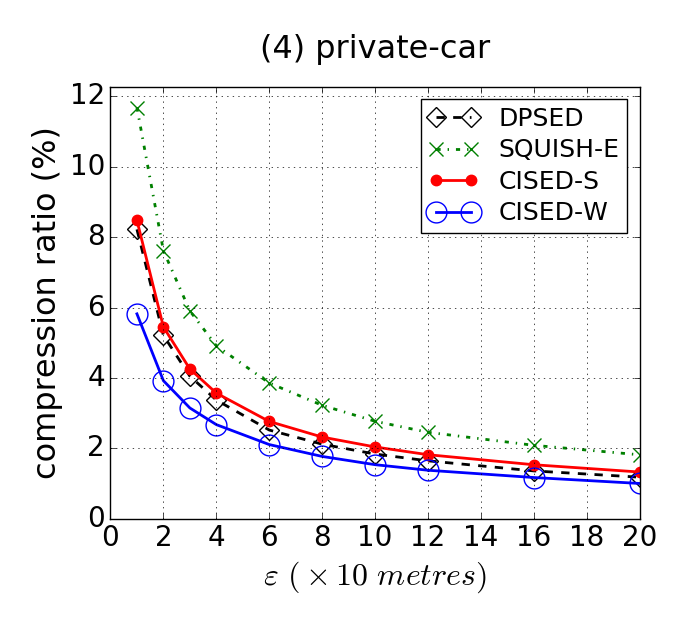 (4) private-car
compression ratio (%)
12
10
8
6
4
2
0
DPSED
SQUISH-E
CISED-S
CISED-W
0 2 4 6 8 10 12 14 16 18 20
ε (×10 metres)